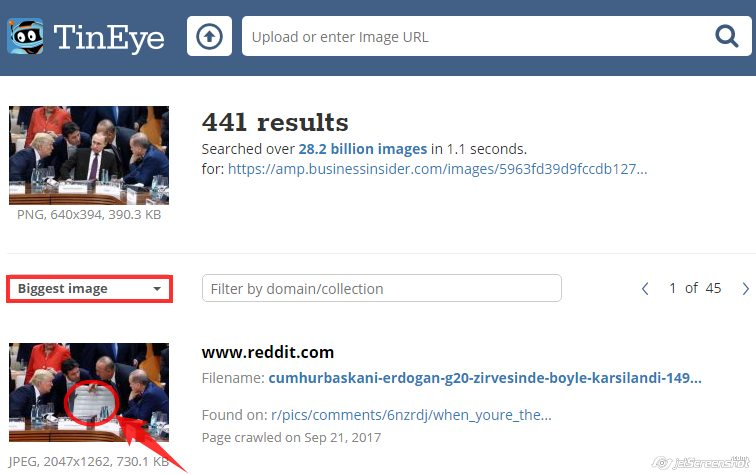 TinEye
Upload or enter Image URL
441 results
Searched over 28.2 billion images in 1.1 seconds.
for: https://amp.businessinsider.com/images/5963fd39d9fccdb127...
PNG, 640x394, 390.3 KB
Biggest image
Filter by domain/collection
1 of 45
www.reddit.com
Filename: cumhurbaskani-erdogan-g20-zirvesinde-boyle-karsilandi-149...
Found on: r/pics/comments/6nzrdj/when_youre_the...
Page crawled on Sep 21, 2017
JPEG, 2047x1262, 730.1 KB
jetScreenshot